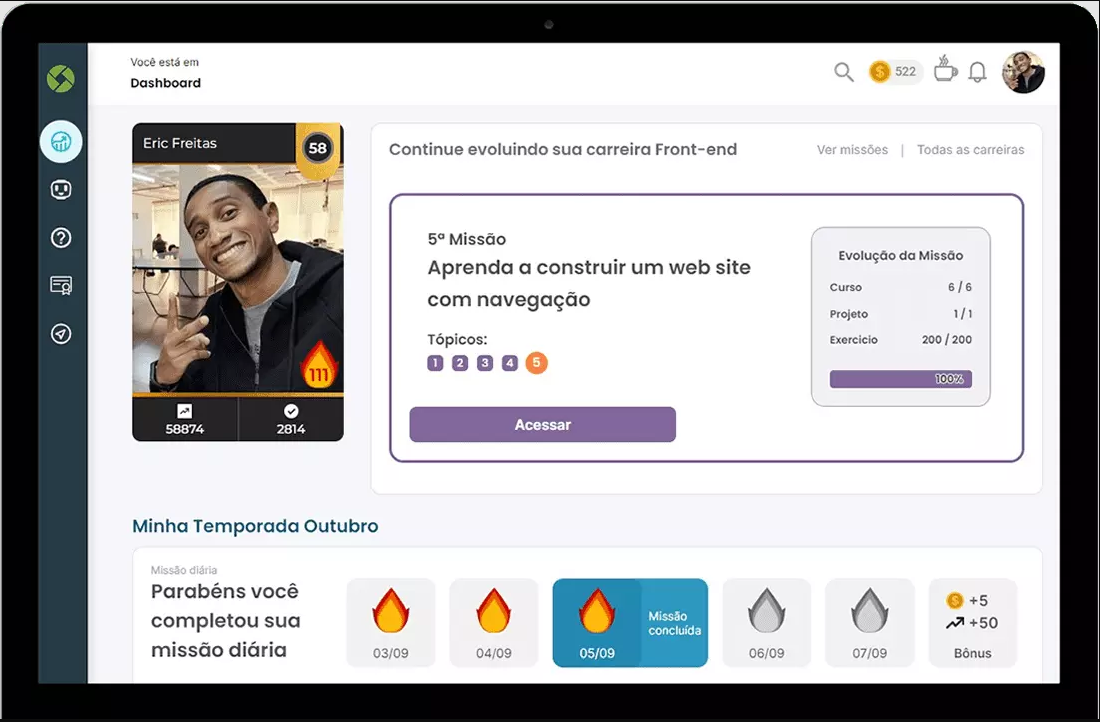 Você está em
Dashboard
522
Eric Freitas
58
111
58874
2814
Continue evoluindo sua carreira Front-end
Ver missões | Todas as carreiras
5ª Missão
Aprenda a construir um web site
com navegação
Tópicos:
1 2 3 4 5
Acessar
Evolução da Missão
Curso 6 / 6
Projeto 1 / 1
Exercicio 200 / 200
100%
Minha Temporada Outubro
Missão diária
Parabéns você
completou sua
missão diária
03/09
04/09
05/09
Missão
concluída
06/09
07/09
+5
+50
Bônus